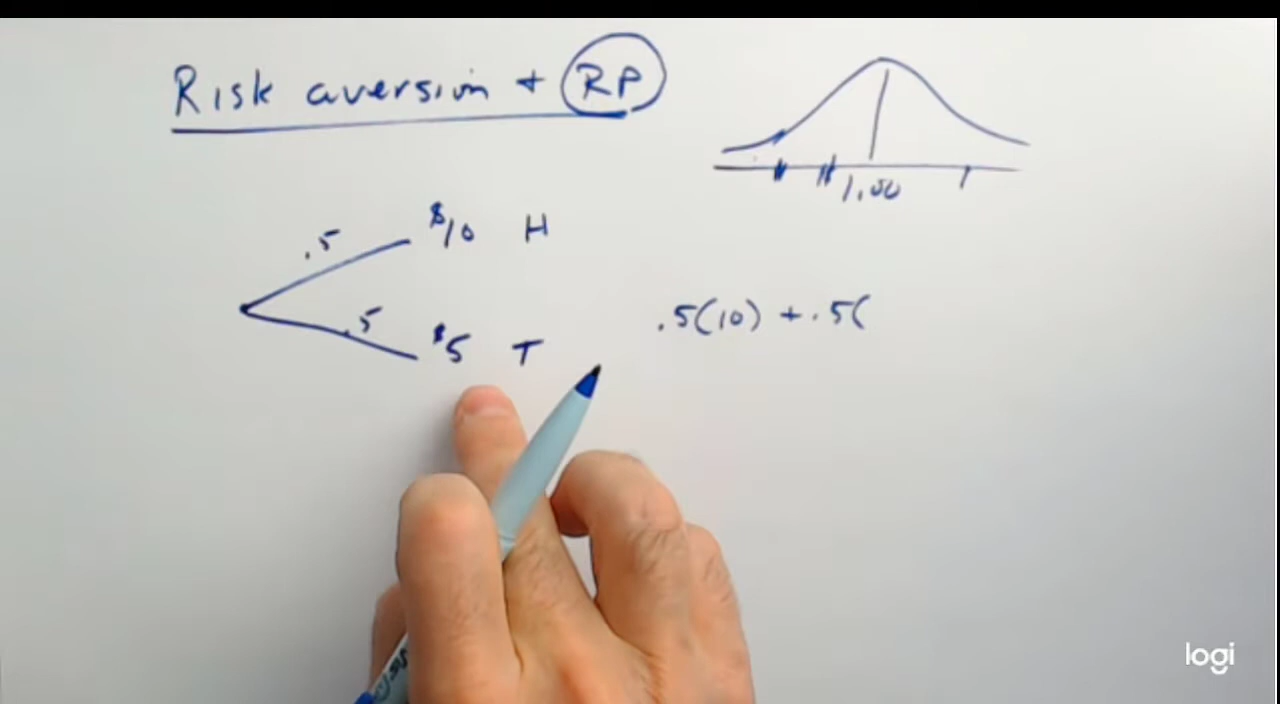 Risk aversion + RP
1.00
.5 $10 H
.5 $5 T
.5(10) + .5(
logi